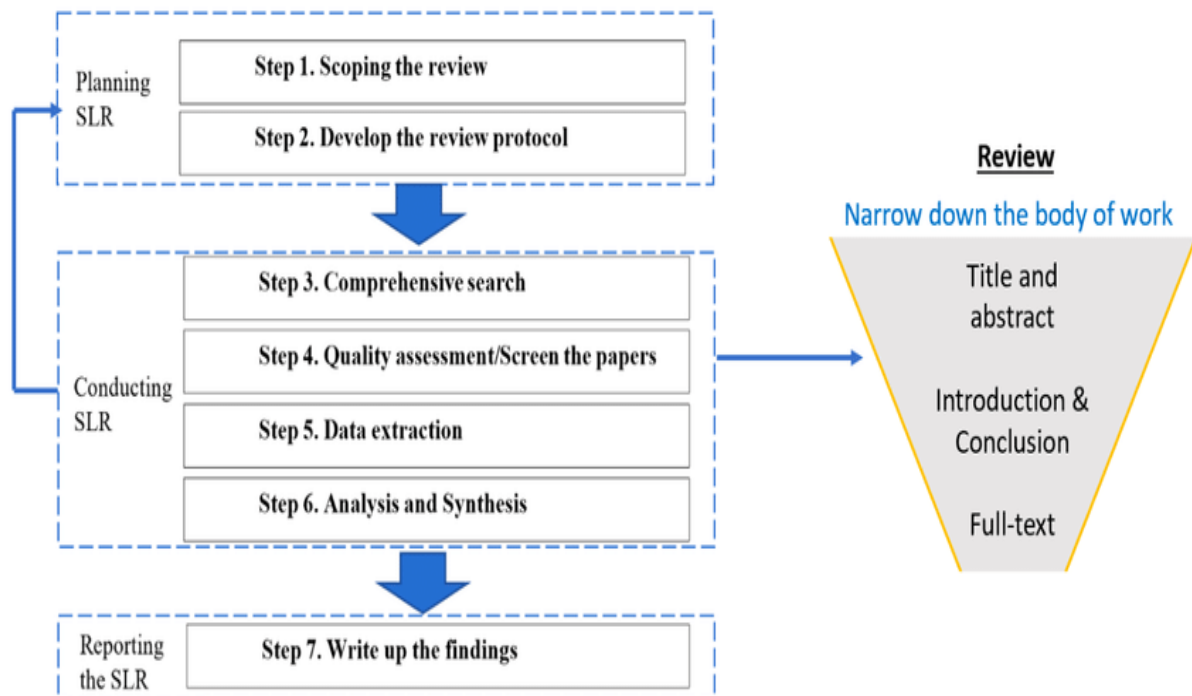 Planning
SLR
Step 1. Scoping the review
Step 2. Develop the review protocol
Conducting
SLR
Step 3. Comprehensive search
Step 4. Quality assessment/Screen the papers
Step 5. Data extraction
Step 6. Analysis and Synthesis
Reporting
the SLR
Step 7. Write up the findings
Review
Narrow down the body of work
Title and
abstract
Introduction &
Conclusion
Full-text